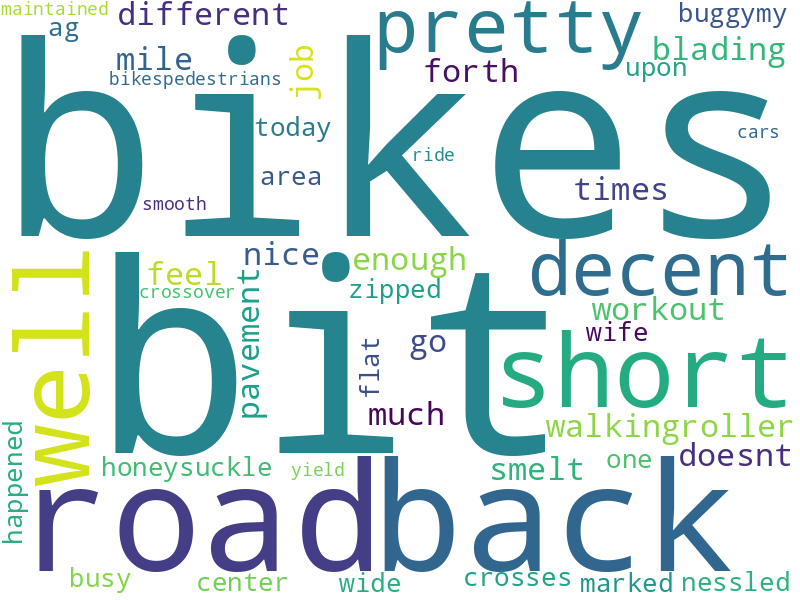 maintained
different
pretty
buggymy
ag
mile
job
forth
blading
upon
bikespedestrians
bikes
today
cars
ride
area
times
smooth
well
nice
enough
decent
feel
crossover
zipped
pavement
bit
workout
flat
go
wife
short
much
walkingroller
happened
honeysuckle
yield
smelt
one
doesnt
road
back
busy
center
wide
crosses
marked
nessled